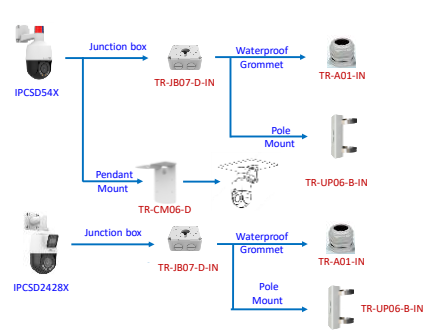 Junction box
Waterproof
Grommet
TR-JB07-D-IN
TR-A01-IN
IPCSD54X
Pole
Mount
Pendant
Mount
TR-UP06-B-IN
TR-CM06-D
Junction box
Waterproof
Grommet
TR-JB07-D-IN
TR-A01-IN
IPCSD2428X
Pole
Mount
TR-UP06-B-IN